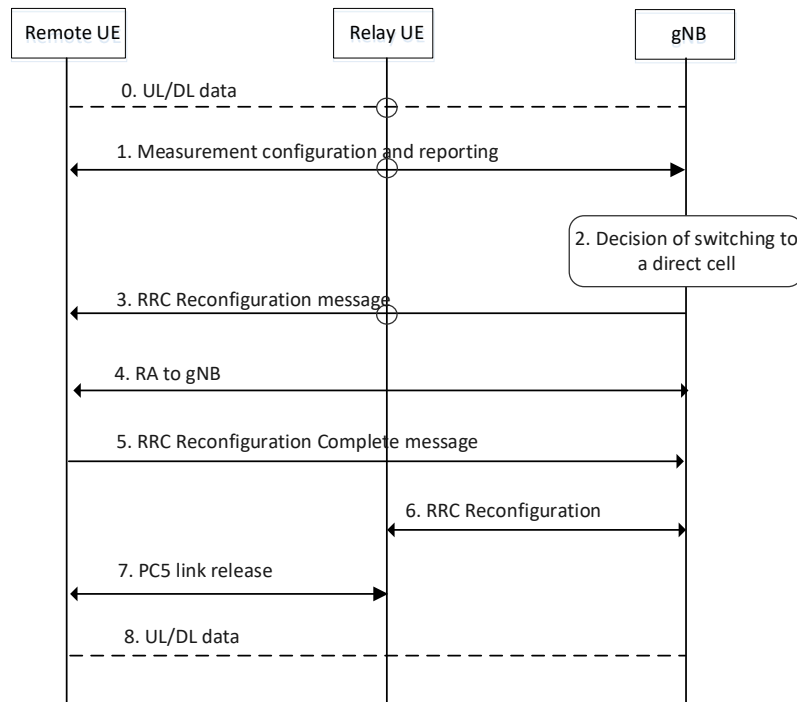 Remote UE
Relay UE
gNB
0. UL/DL data
1. Measurement configuration and reporting
2. Decision of switching to
a direct cell
3. RRC Reconfiguration message
4. RA to gNB
5. RRC Reconfiguration Complete message
6. RRC Reconfiguration
7. PC5 link release
8. UL/DL data